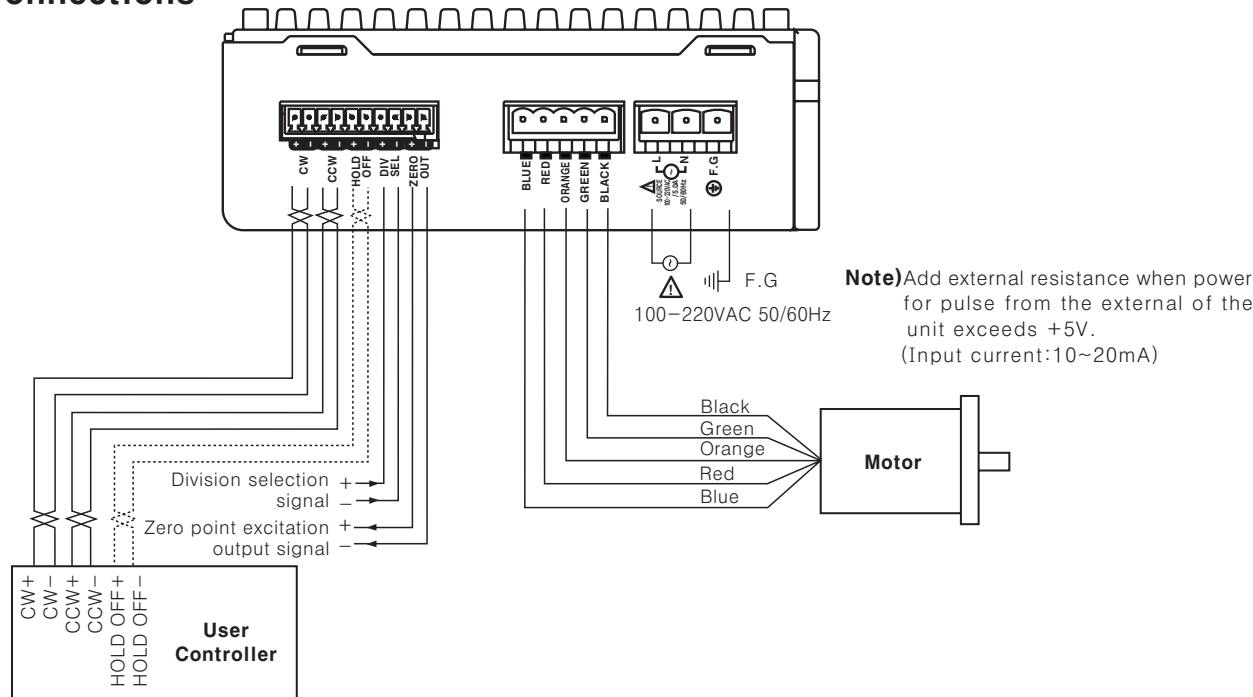 onnections
CW
CCW
HOLD
OFF
DIV
SEL
ZERO
OUT
BLUE
RED
ORANGE
GREEN
BLACK
L
N
SOURCE
50/60Hz
F.G
F.G
100-220VAC 50/60Hz
Note)Add external resistance when power
for pulse from the external of the
unit exceeds +5V.
(Input current:10~20mA)
Black
Green
Orange
Red
Blue
Motor
Division selection +
signal −
Zero point excitation +
output signal −
CW+
CW−
CCW+
CCW−
HOLD OFF+
HOLD OFF−
User
Controller